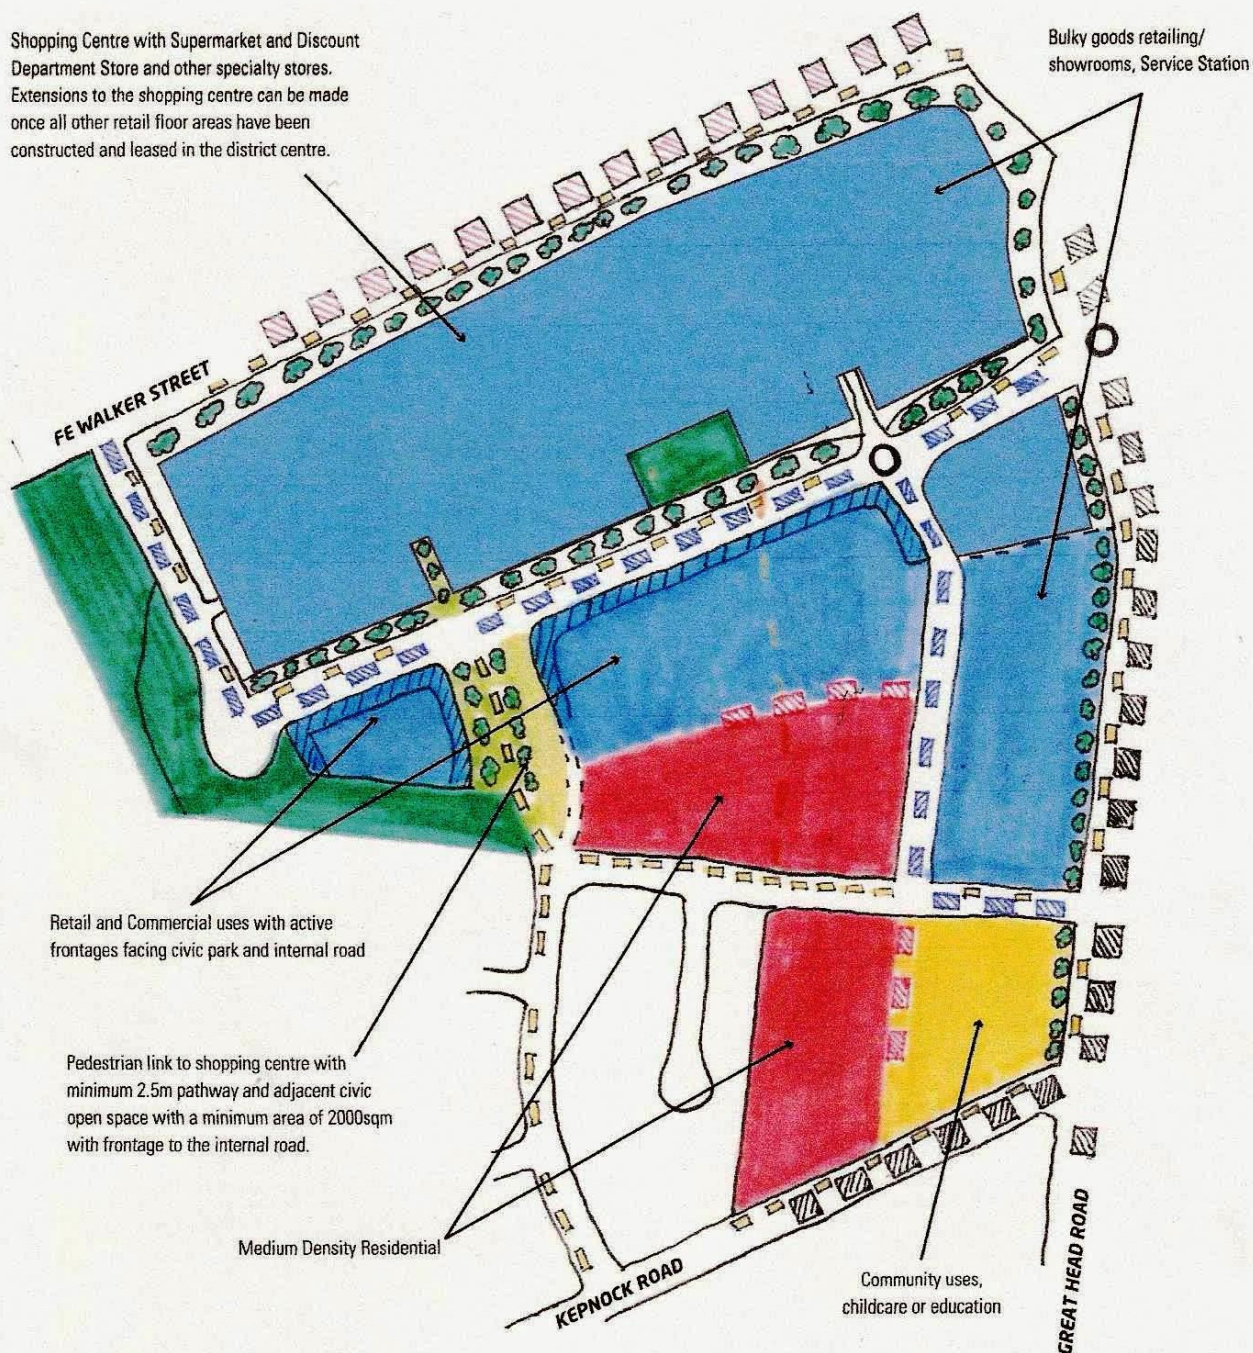 Shopping Centre with Supermarket and Discount
Department Store and other specialty stores.
Extensions to the shopping centre can be made
once all other retail floor areas have been
constructed and leased in the district centre.
Bulky goods retailing/
showrooms, Service Station
FE WALKER STREET
Retail and Commercial uses with active
frontages facing civic park and internal road
Pedestrian link to shopping centre with
minimum 2.5m pathway and adjacent civic
open space with a minimum area of 2000sqm
with frontage to the internal road.
Medium Density Residential
KEPNOCK ROAD
Community uses,
childcare or education
GREAT HEAD ROAD